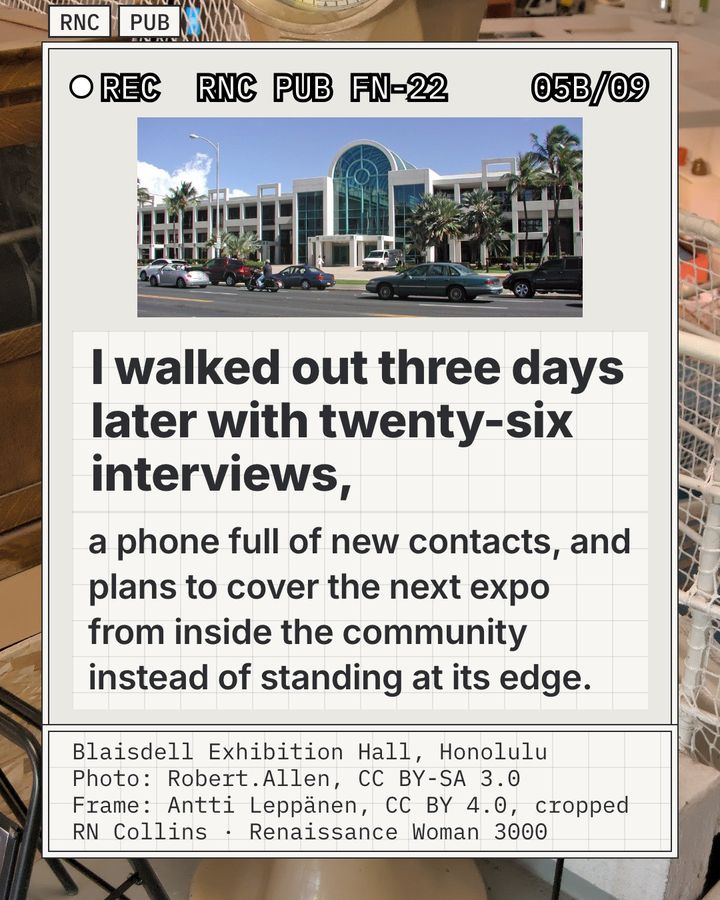 RNC PUB
REC RNC PUB FN-22 05B/09
I walked out three days
later with twenty-six
interviews,
a phone full of new contacts, and
plans to cover the next expo
from inside the community
instead of standing at its edge.
Blaisdell Exhibition Hall, Honolulu
Photo: Robert.Allen, CC BY-SA 3.0
Frame: Antti Leppänen, CC BY 4.0, cropped
RN Collins · Renaissance Woman 3000